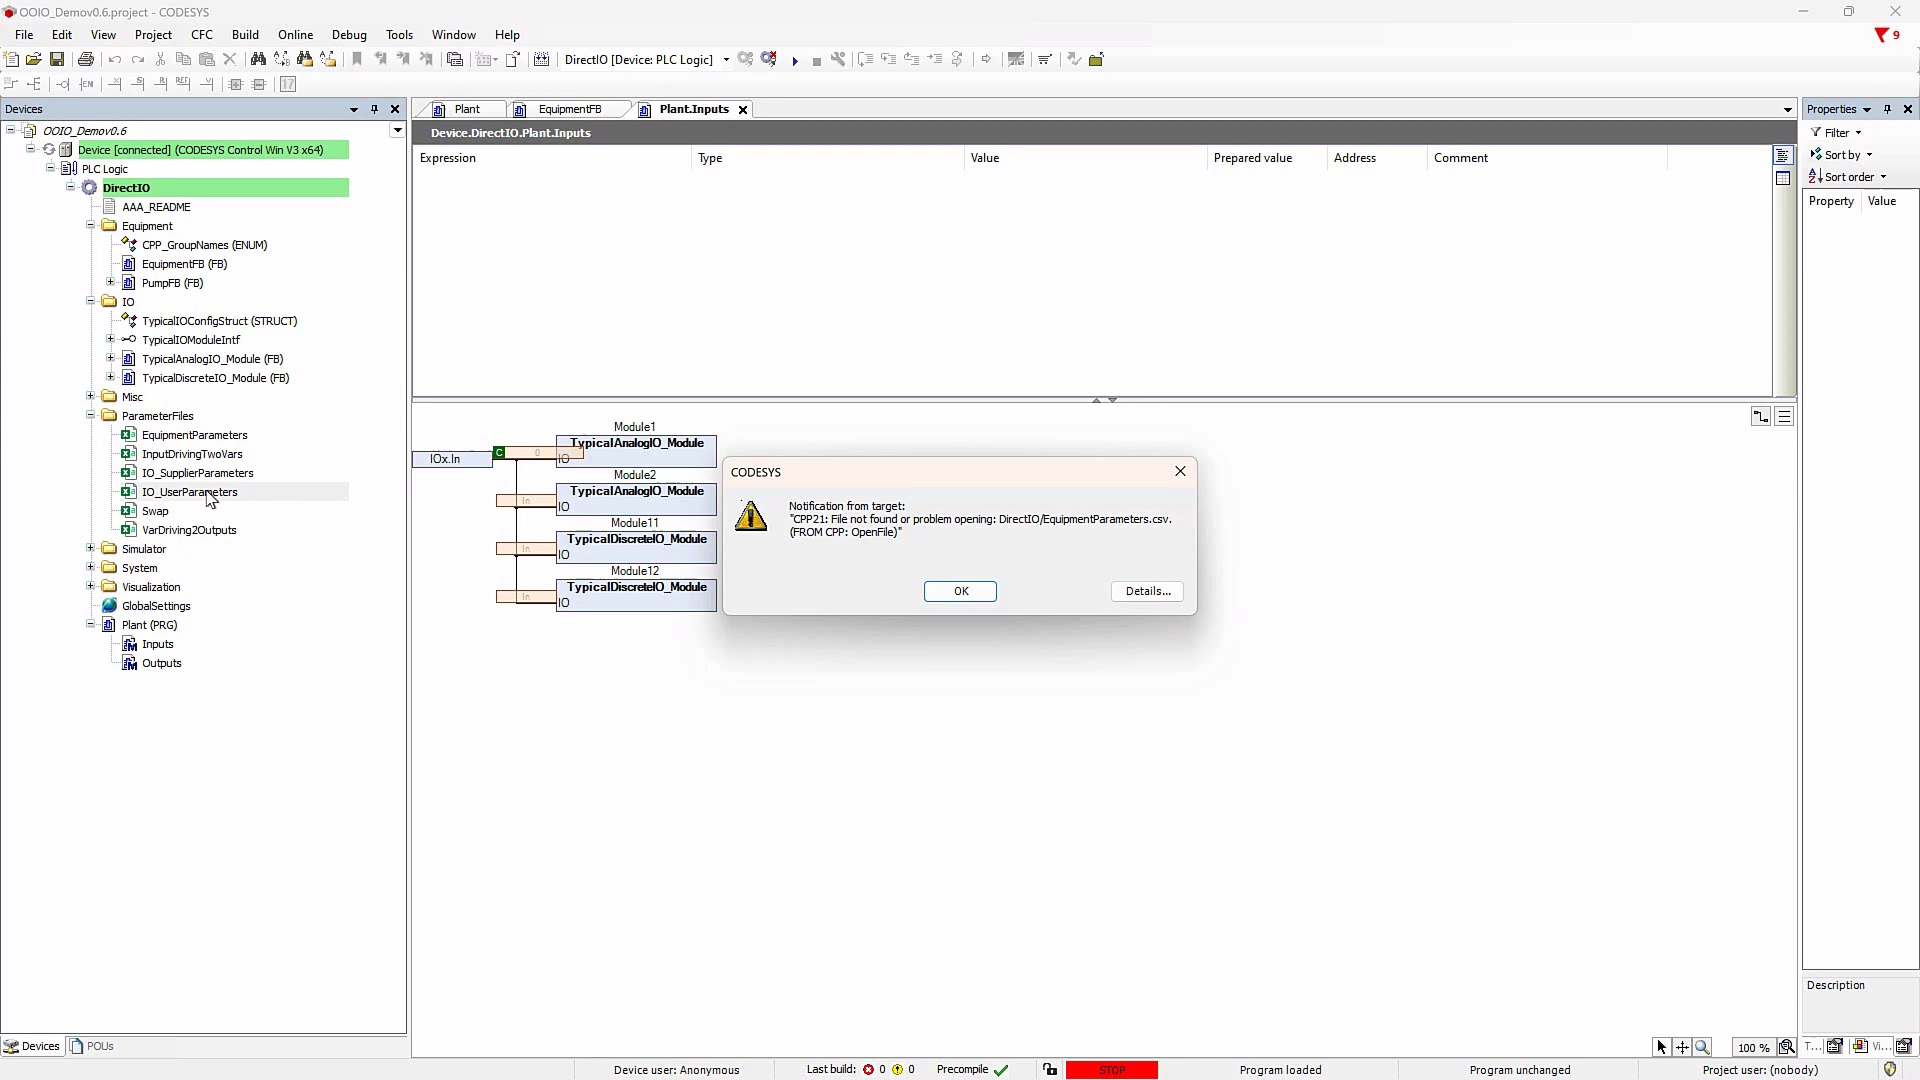 OOIO_Demov0.6.project - CODESYS
File Edit View Project CFC Build Online Debug Tools Window Help
9
DirectIO [Device: PLC Logic]
Devices
OOIO_Demov0.6
Device [connected] (CODESYS Control Win V3 x64)
PLC Logic
DirectIO
AAA_README
Equipment
CPP_GroupNames (ENUM)
EquipmentFB (FB)
PumpFB (FB)
IO
TypicalIOConfigStruct (STRUCT)
TypicalIOModuleIntf
TypicalAnalogIO_Module (FB)
TypicalDiscreteIO_Module (FB)
Misc
ParameterFiles
EquipmentParameters
InputDrivingTwoVars
IO_SupplierParameters
IO_UserParameters
Swap
VarDriving2Outputs
Simulator
System
Visualization
GlobalSettings
Plant (PRG)
Inputs
Outputs
Devices POUs
Plant EquipmentFB Plant.Inputs
Device.DirectIO.Plant.Inputs
Expression Type Value Prepared value Address Comment
Module1
TypicalAnalogIO_Module
IOx.In C 0 IO
Module2
TypicalAnalogIO_Module
In IO
Module11
TypicalDiscreteIO_Module
In IO
Module12
TypicalDiscreteIO_Module
In IO
CODESYS
Notification from target:
"CPP21: File not found or problem opening: DirectIO/EquipmentParameters.csv.
(FROM CPP: OpenFile)"
OK Details...
100 %
Properties
Filter
Sort by
Sort order
Property Value
Description
T... Vi...
Device user: Anonymous Last build: 0 0 Precompile STOP Program loaded Program unchanged Project user: (nobody)